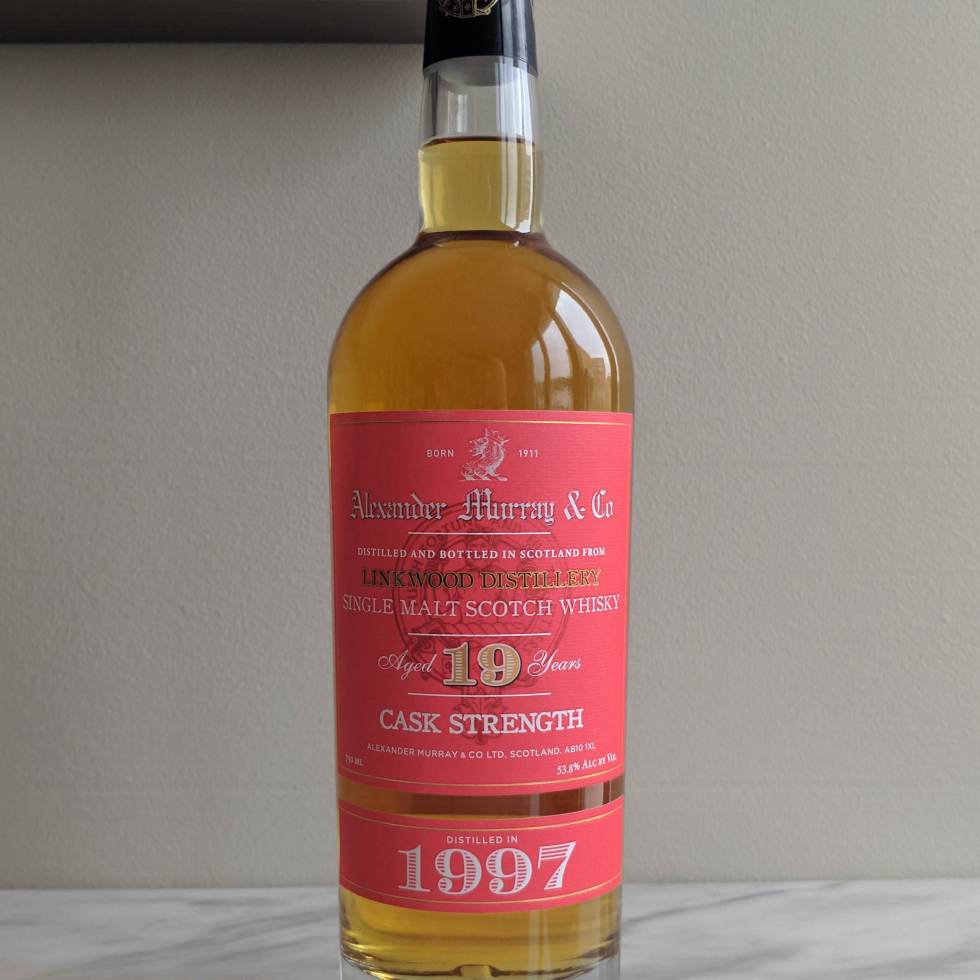 BORN 1911
Alexander Murray & Co
DISTILLED AND BOTTLED IN SCOTLAND FROM
LINKWOOD DISTILLERY
SINGLE MALT SCOTCH WHISKY
Aged 19 Years
CASK STRENGTH
ALEXANDER MURRAY & CO LTD, SCOTLAND. AB10 1XL
750 ML 53.8% ALC BY VOL
DISTILLED IN
1997